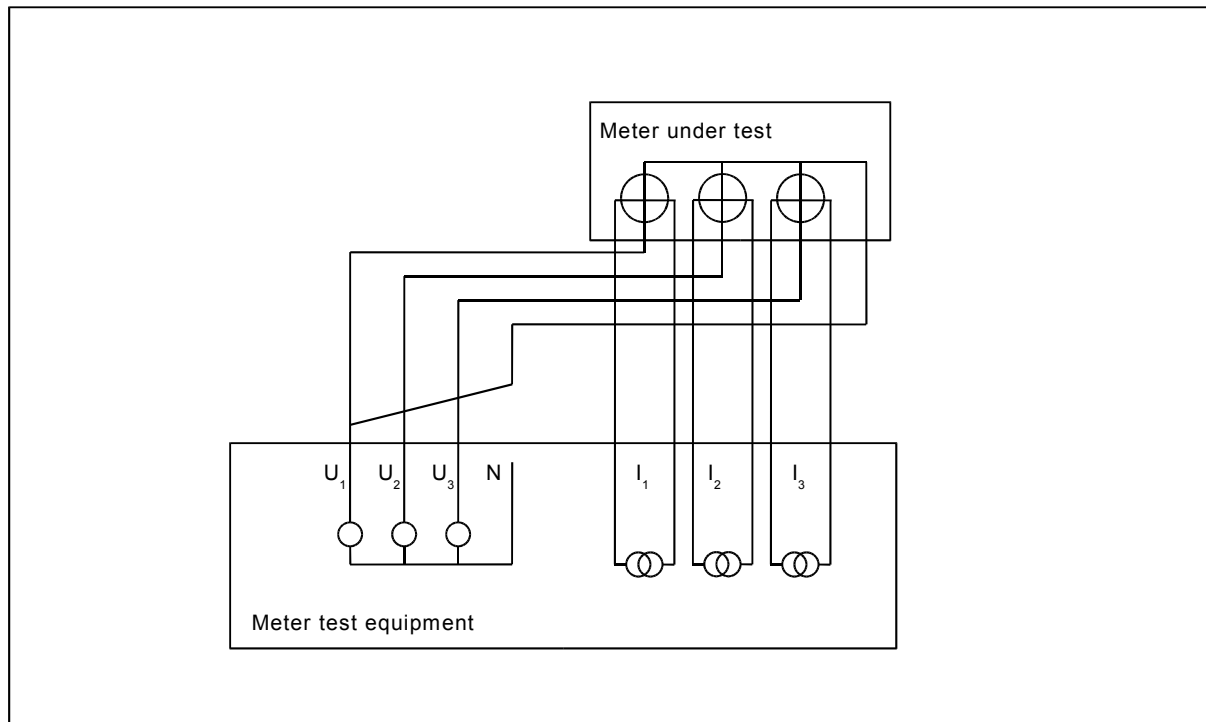 Meter under test
U₁ U₂ U₃ N I₁ I₂ I₃
Meter test equipment